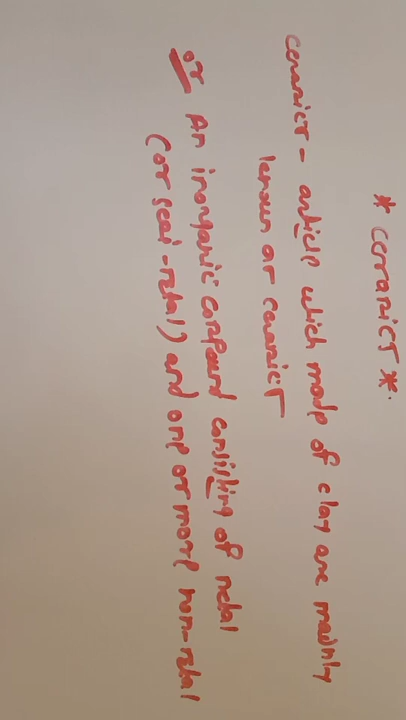 * ceramics *
ceramics - article which made of clay are mainly
known as ceramics
or An inorganic compound consisting of metal
(or semi-metal) and one or more non-metal